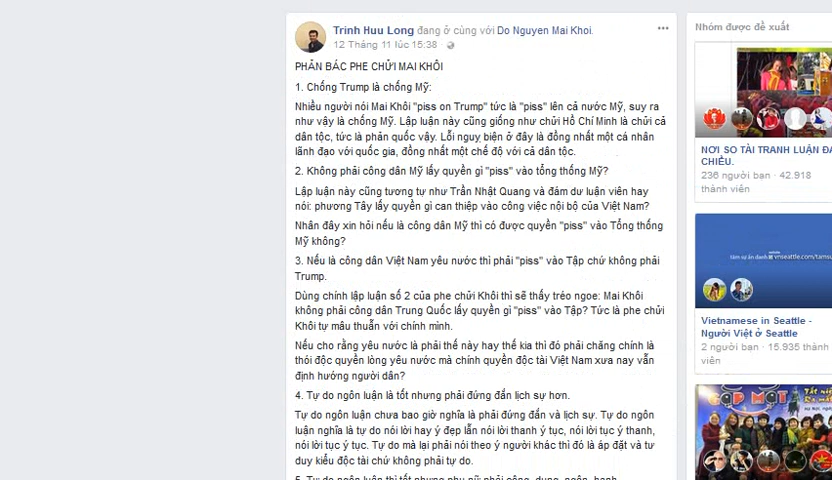 Trinh Huu Long đang ở cùng với Do Nguyen Mai Khoi.
12 Tháng 11 lúc 15:38 ·
PHẢN BÁC PHE CHỬI MAI KHÔI
1. Chống Trump là chống Mỹ:
Nhiều người nói Mai Khôi "piss on Trump" tức là "piss" lên cả nước Mỹ, suy ra
như vậy là chống Mỹ. Lập luận này cũng giống như chửi Hồ Chí Minh là chửi cả
dân tộc, tức là phản quốc vậy. Lỗi ngụy biện ở đây là đồng nhất một cá nhân
lãnh đạo với quốc gia, đồng nhất một chế độ với cả dân tộc.
2. Không phải công dân Mỹ lấy quyền gì "piss" vào tổng thống Mỹ?
Lập luận này cũng tương tự như Trần Nhật Quang và đám dư luận viên hay
nói: phương Tây lấy quyền gì can thiệp vào công việc nội bộ của Việt Nam?
Nhân đây xin hỏi nếu là công dân Mỹ thì có được quyền "piss" vào Tổng thống
Mỹ không?
3. Nếu là công dân Việt Nam yêu nước thì phải "piss" vào Tập chứ không phải
Trump.
Dùng chính lập luận số 2 của phe chửi Khôi thì sẽ thấy tréo ngoe: Mai Khôi
không phải công dân Trung Quốc lấy quyền gì "piss" vào Tập? Tức là phe chửi
Khôi tự mâu thuẫn với chính mình.
Nếu cho rằng yêu nước là phải thế này hay thế kia thì đó phải chăng chính là
thói độc quyền lòng yêu nước mà chính quyền độc tài Việt Nam xưa nay vẫn
định hướng người dân?
4. Tự do ngôn luận là tốt nhưng phải đứng đắn lịch sự hơn.
Tự do ngôn luận chưa bao giờ nghĩa là phải đứng đắn và lịch sự. Tự do ngôn
luận nghĩa là tự do nói lời hay ý đẹp lẫn nói lời thanh ý tục, nói lời tục ý thanh,
nói lời tục ý tục. Tự do mà lại phải nói theo ý người khác thì đó là áp đặt và tư
duy kiểu độc tài chứ không phải tự do.
Nhóm được đề xuất
NƠI SO TÀI TRANH LUẬN ĐA
CHIỀU.
236 người bạn · 42.918
thành viên
vnseattle.com/tamsu
Vietnamese in Seattle -
Người Việt ở Seattle
2 người bạn · 15.935 thành
viên
GẶP MẶT